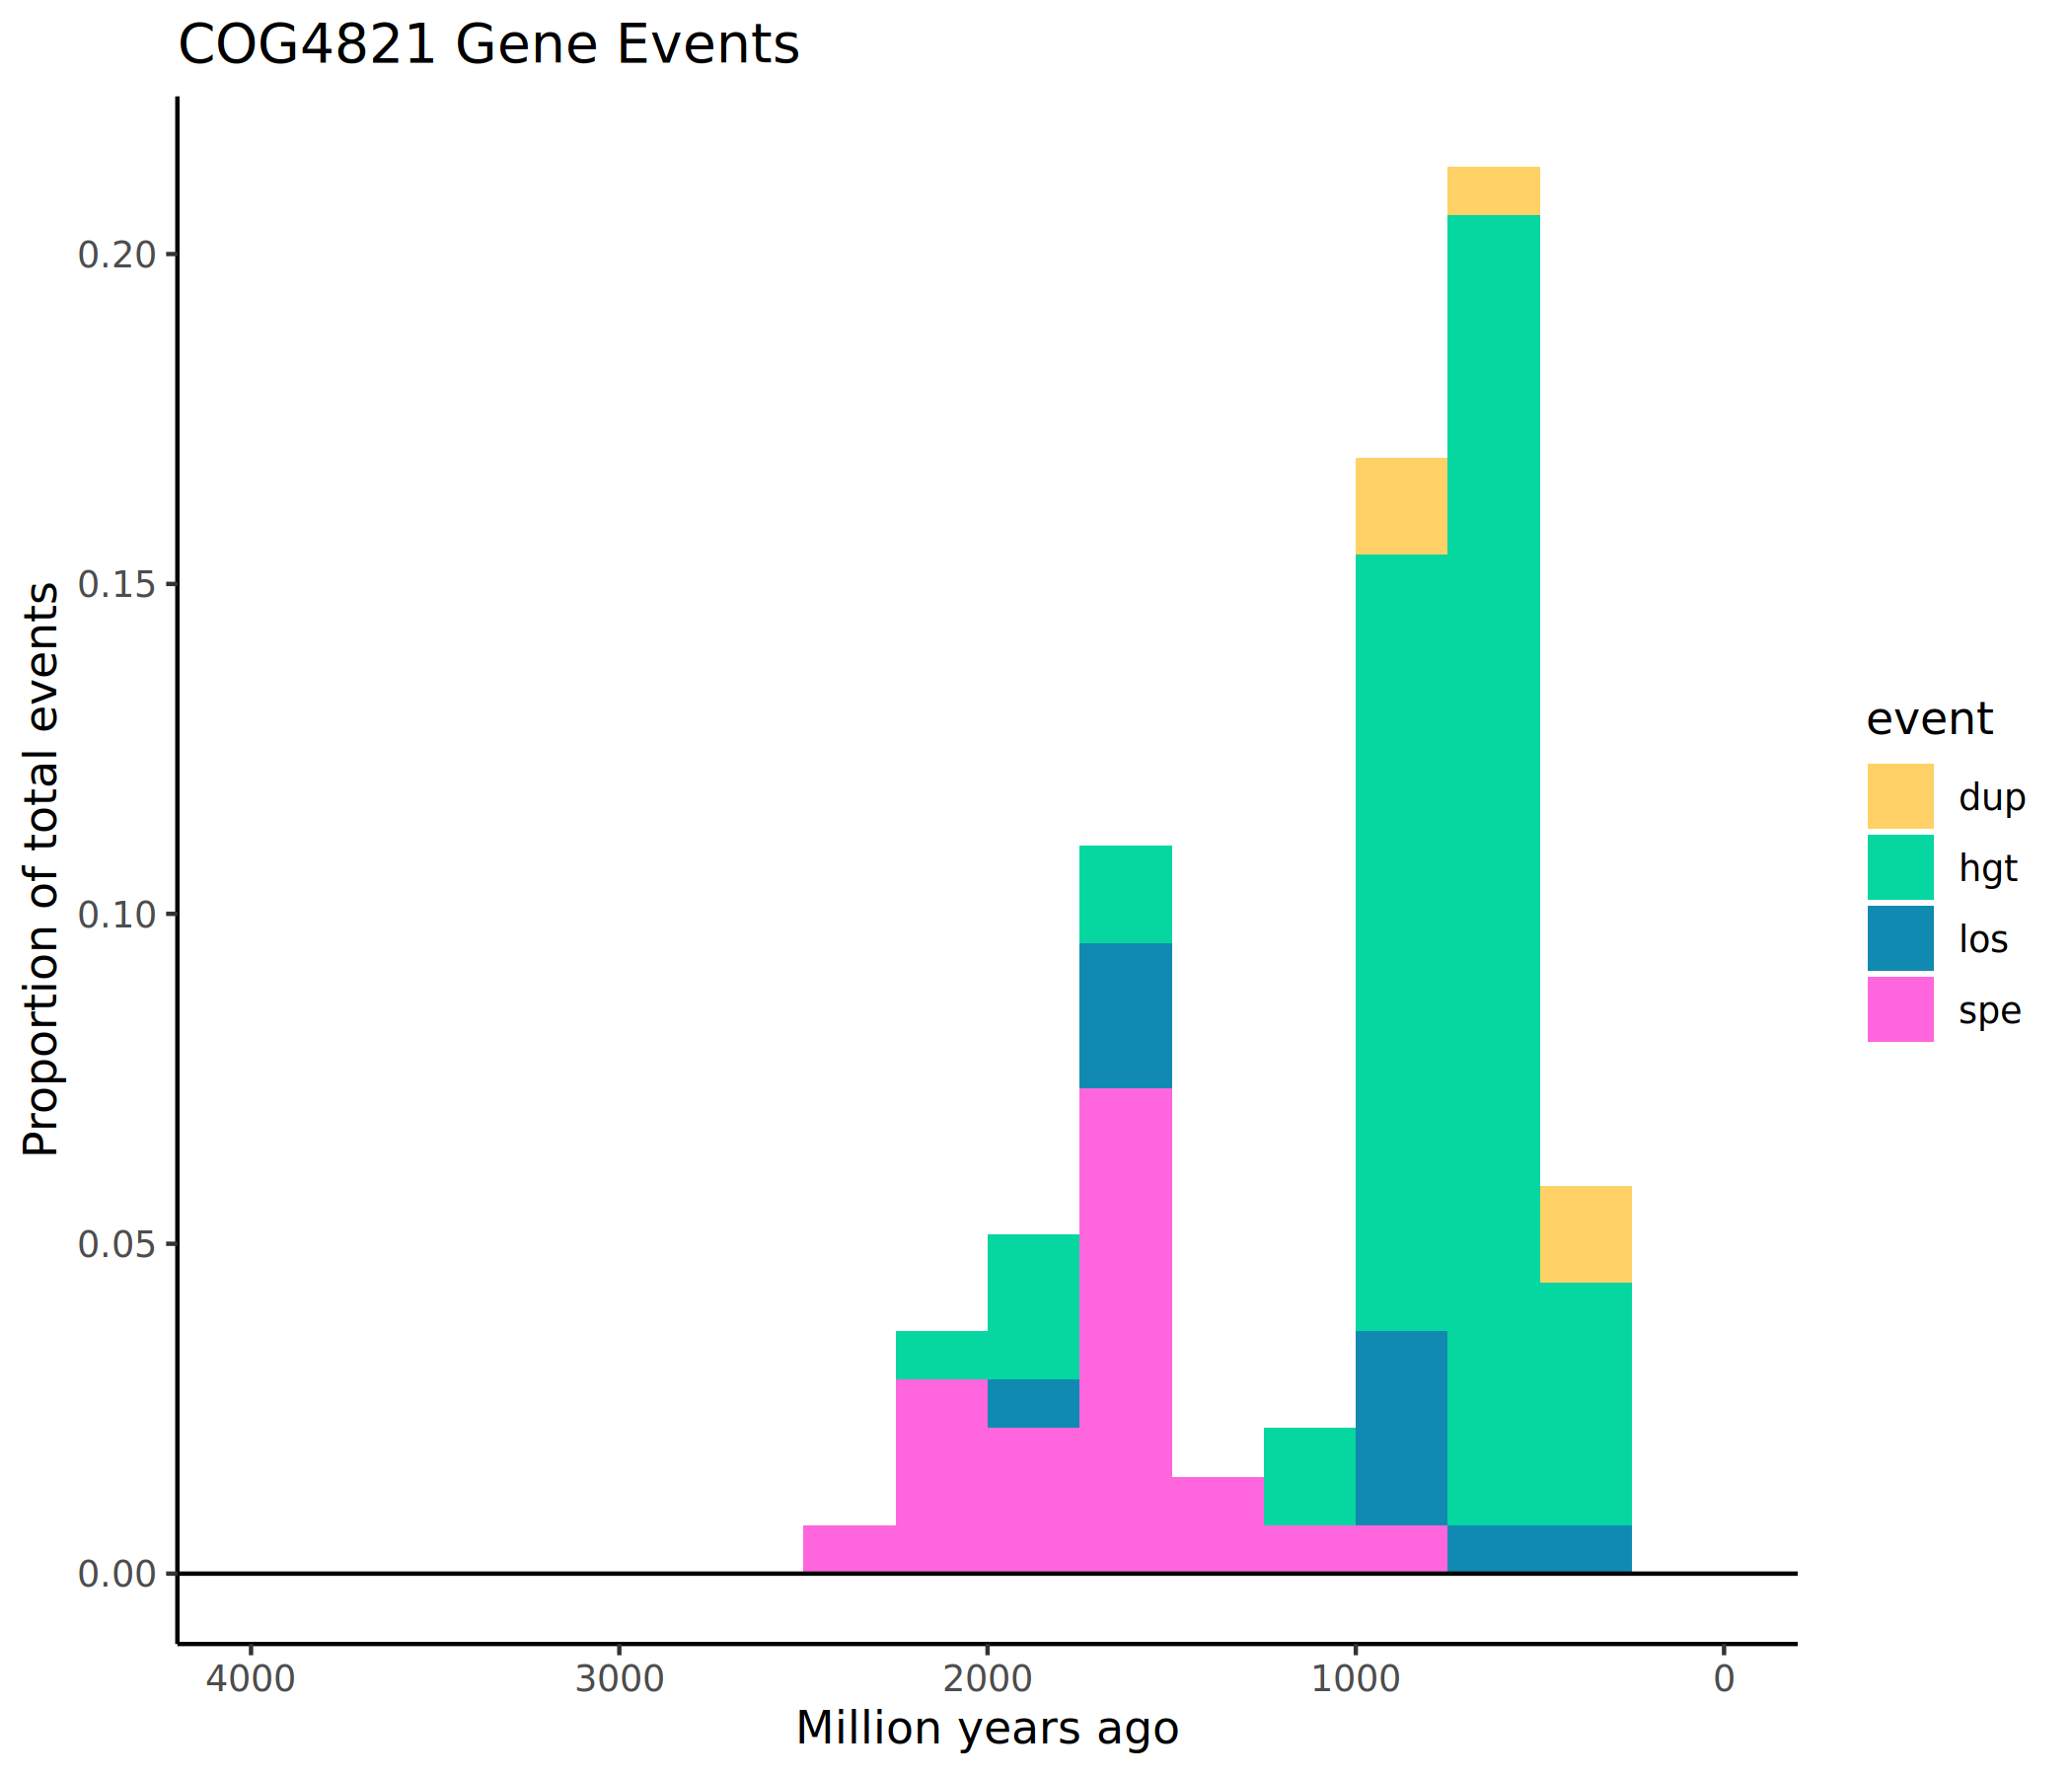 COG4821 Gene Events
Proportion of total events
0.20
0.15
0.10
0.05
0.00
4000 3000 2000 1000 0
Million years ago
event
dup
hgt
los
spe